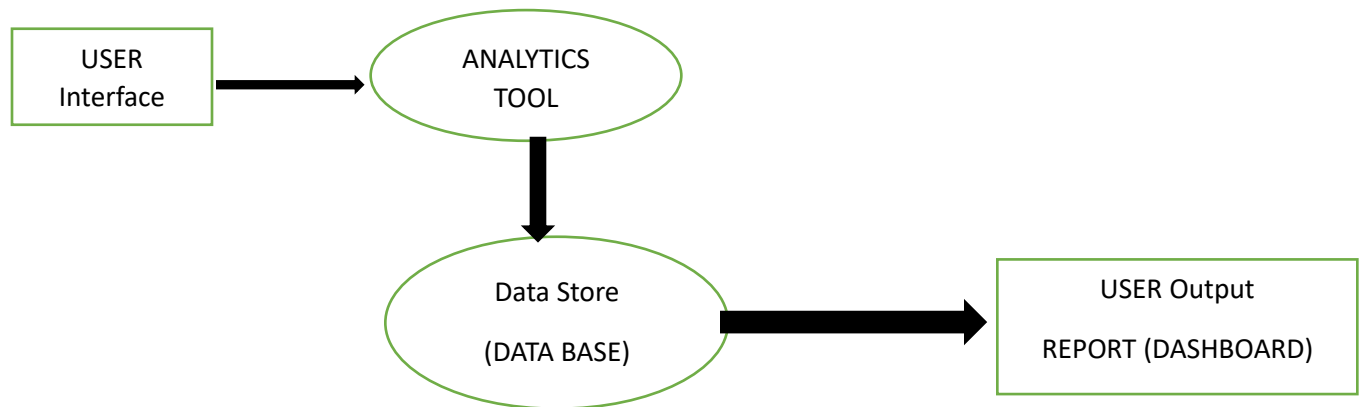 USER
Interface
ANALYTICS
TOOL
Data Store
(DATA BASE)
USER Output
REPORT (DASHBOARD)